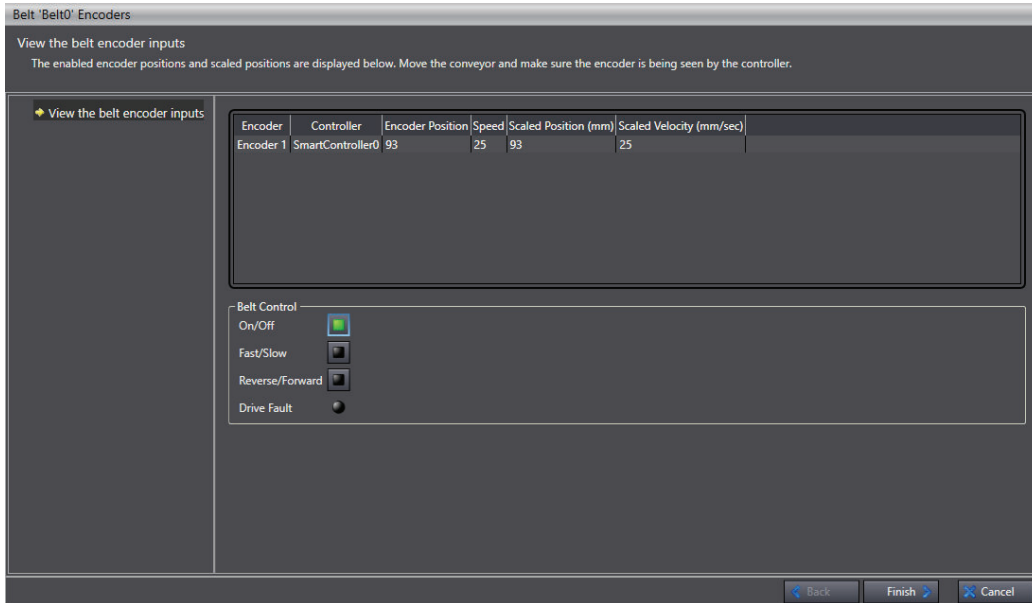 Belt 'Belt0' Encoders
View the belt encoder inputs
The enabled encoder positions and scaled positions are displayed below. Move the conveyor and make sure the encoder is being seen by the controller.
View the belt encoder inputs
Encoder Controller Encoder Position Speed Scaled Position (mm) Scaled Velocity (mm/sec)
Encoder 1 SmartController0 93 25 93 25
Belt Control
On/Off
Fast/Slow
Reverse/Forward
Drive Fault
Back Finish Cancel